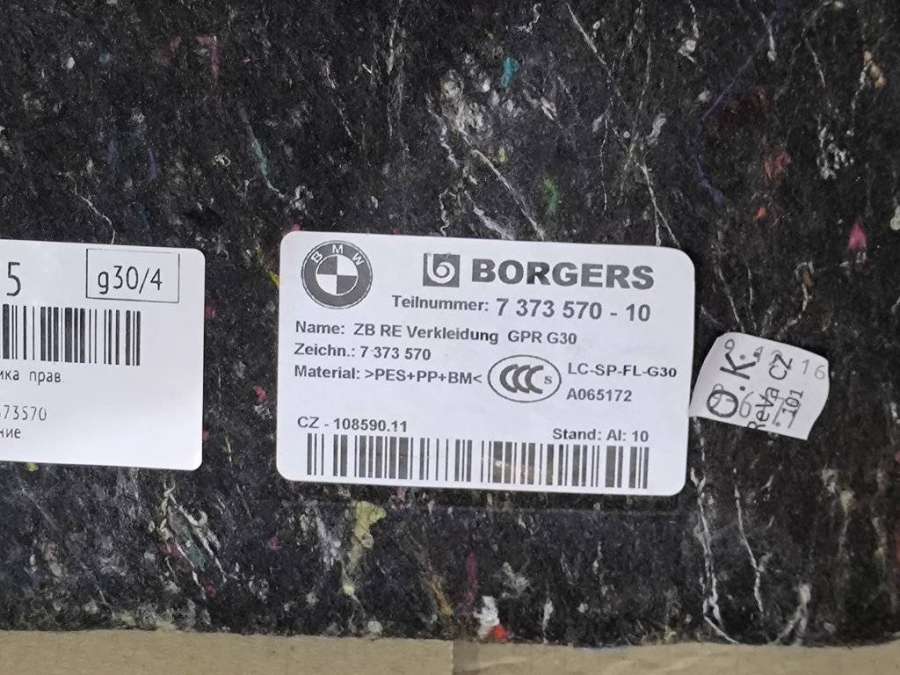 5
g30/4
ика прав
373570
ние
BMW
BORGERS
Teilnummer: 7 373 570 - 10
Name: ZB RE Verkleidung GPR G30
Zeichn.: 7 373 570
Material: >PES+PP+BM<
CCC S
LC-SP-FL-G30
A065172
CZ - 108590.11
Stand: AI: 10
O.K.
ReVa CZ
101
16